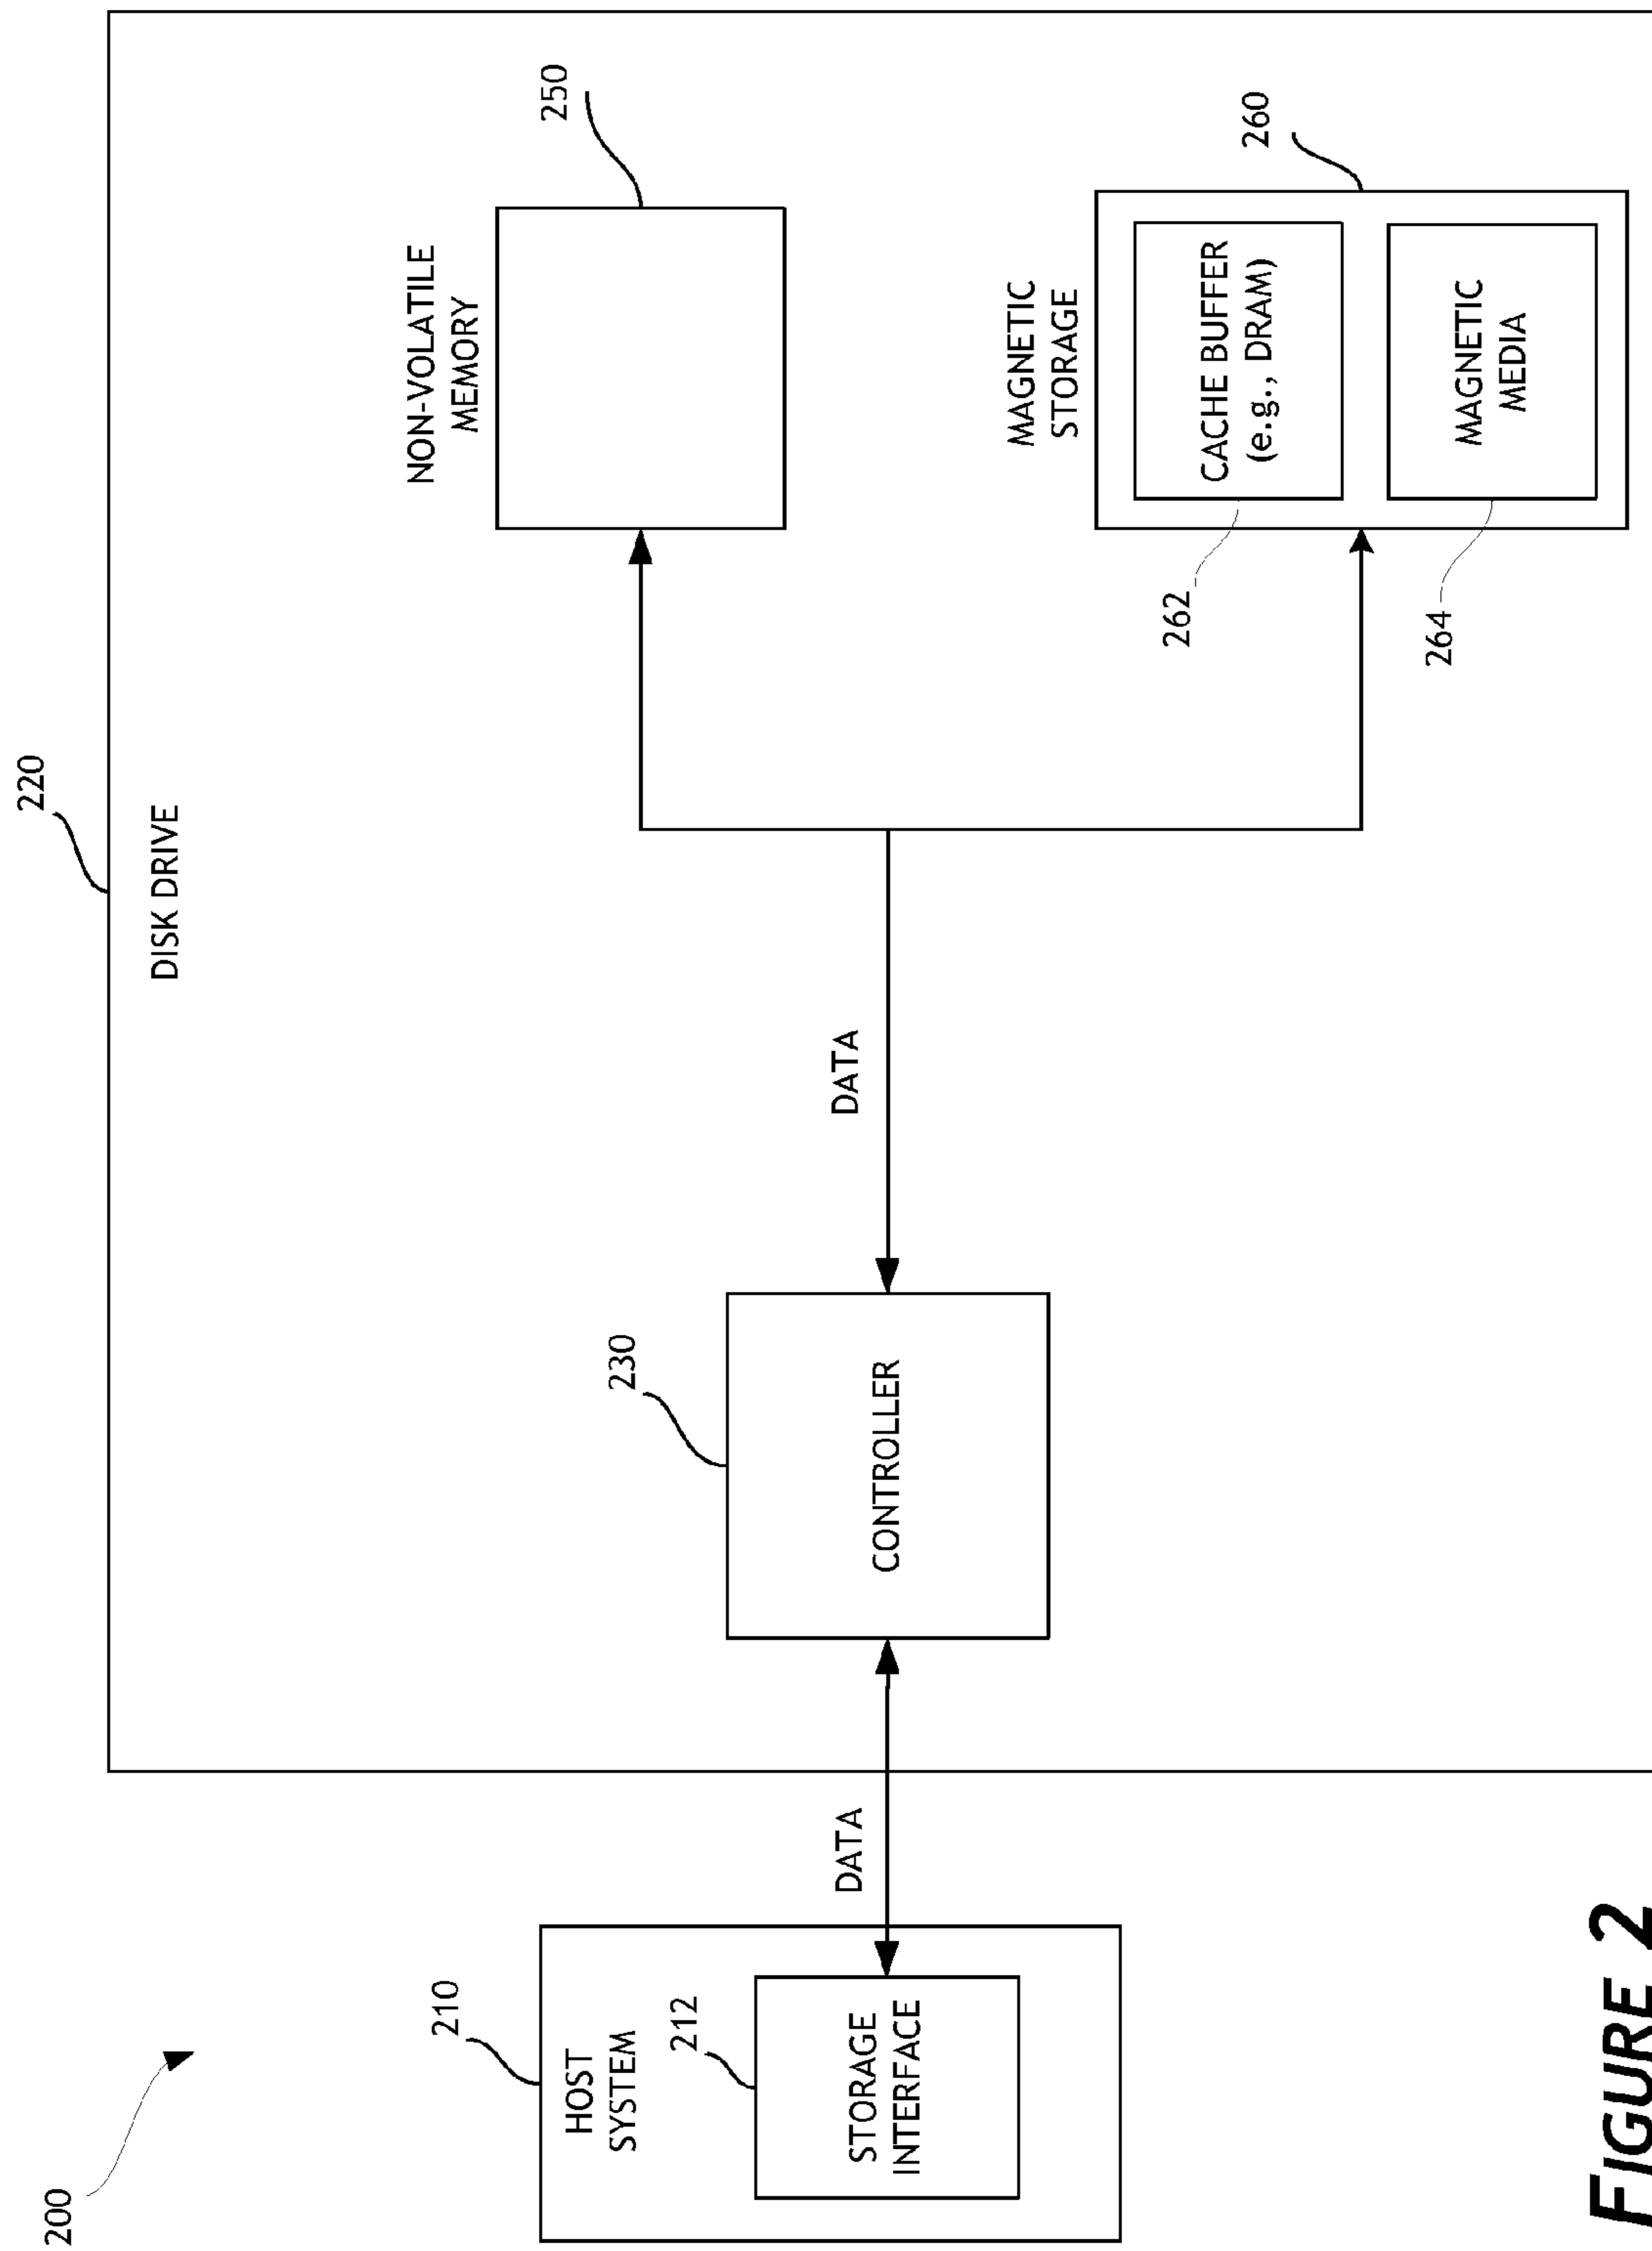 200
220
DISK DRIVE
210
HOST
SYSTEM
212
STORAGE
INTERFACE
DATA
230
CONTROLLER
DATA
NON-VOLATILE
MEMORY
250
MAGNETIC
STORAGE
260
CACHE BUFFER
(e.g., DRAM)
262
MAGNETIC
MEDIA
264
FIGURE 2